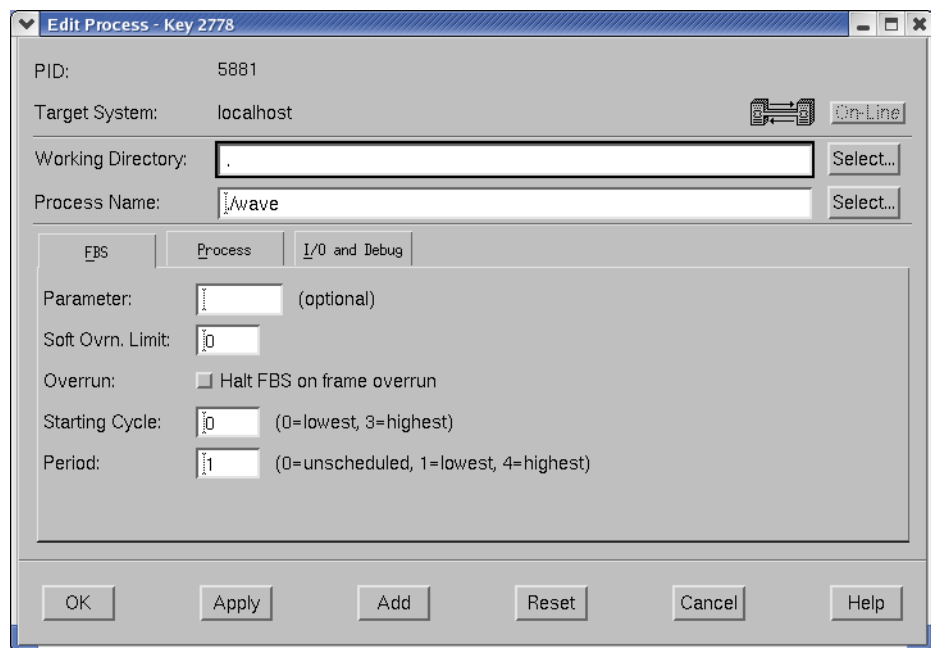 Edit Process - Key 2778
PID: 5881
Target System: localhost On-Line
Working Directory: . Select...
Process Name: ./wave Select...
FBS Process I/O and Debug
Parameter: (optional)
Soft Ovrn. Limit: 0
Overrun: Halt FBS on frame overrun
Starting Cycle: 0 (0=lowest, 3=highest)
Period: 1 (0=unscheduled, 1=lowest, 4=highest)
OK Apply Add Reset Cancel Help